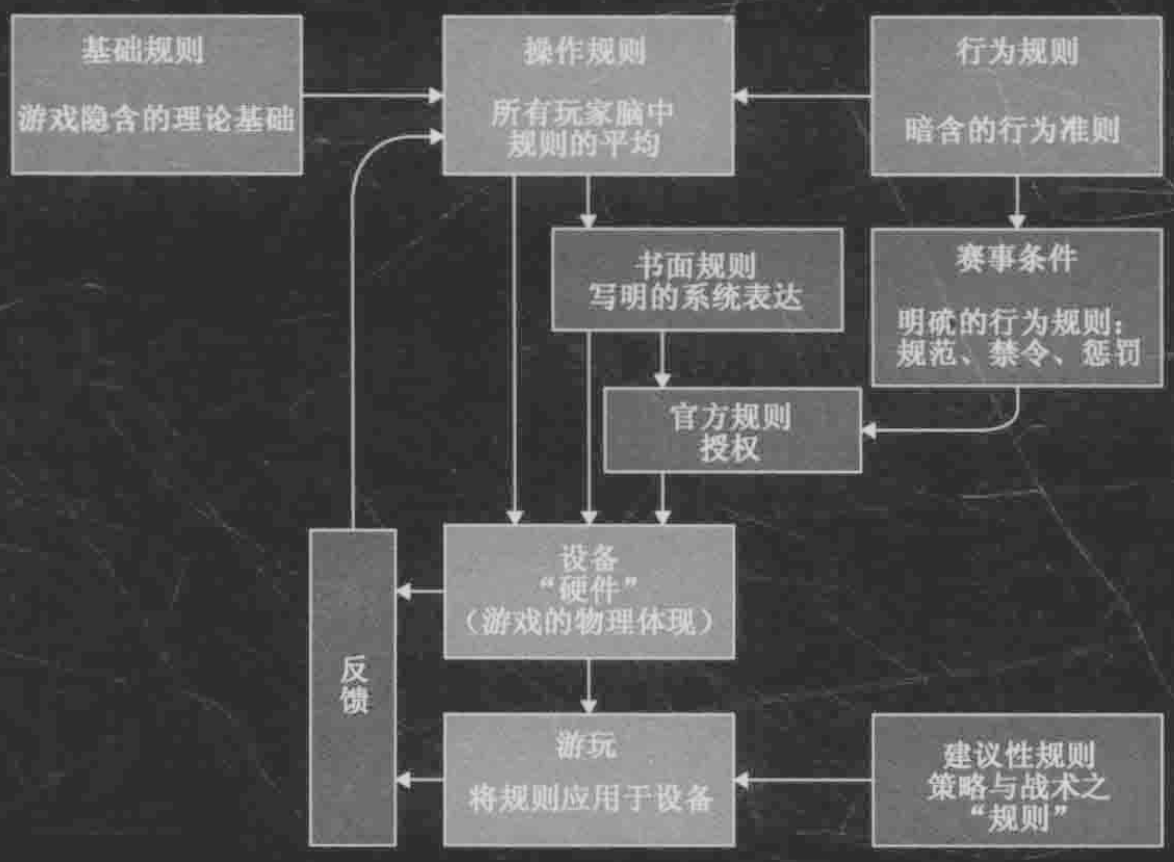 基础规则
游戏隐含的理论基础
操作规则
所有玩家脑中
规则的平均
行为规则
暗含的行为准则
书面规则
写明的系统表达
赛事条件
明硫的行为规则：
规范、禁令、惩罚
官方规则
授权
设备
“硬件”
（游戏的物理体现）
反
馈
游玩
将规则应用于设备
建议性规则
策略与战术之
“规则”